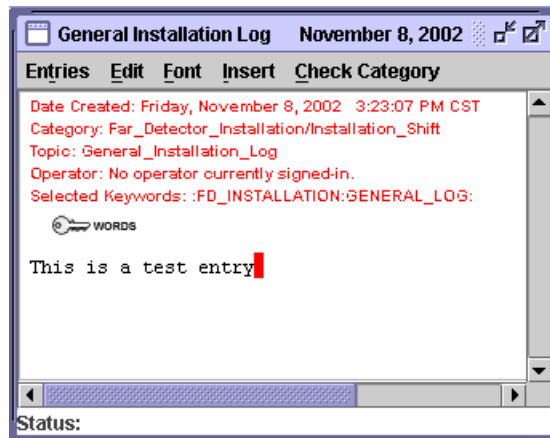 General Installation Log November 8, 2002
Entries Edit Font Insert Check Category
Date Created: Friday, November 8, 2002 3:23:07 PM CST
Category: Far_Detector_Installation/Installation_Shift
Topic: General_Installation_Log
Operator: No operator currently signed-in.
Selected Keywords: :FD_INSTALLATION:GENERAL_LOG:
WORDS
This is a test entry
Status: